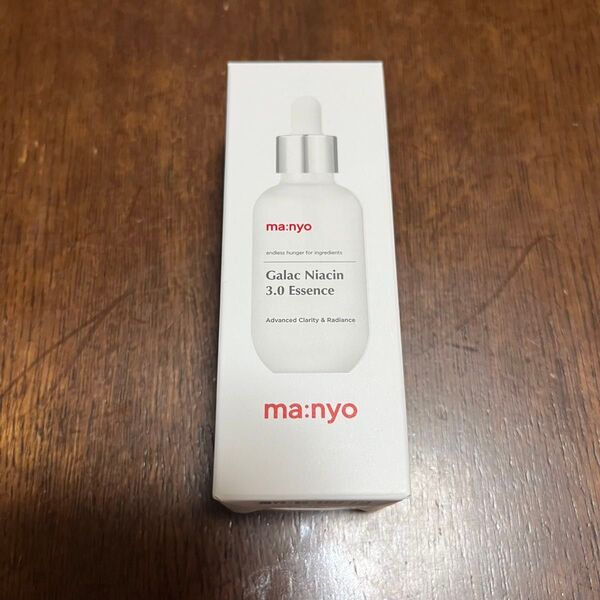 ma:nyo
endless hunger for ingredients
Galac Niacin
3.0 Essence
Advanced Clarity & Radiance
ma:nyo